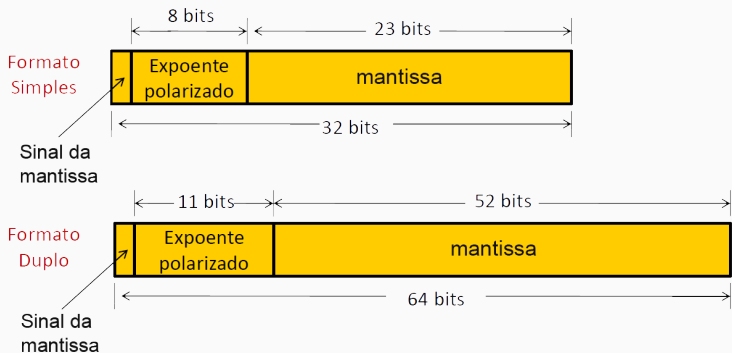 8 bits
23 bits
Formato
Simples
Expoente
polarizado
mantissa
32 bits
Sinal da
mantissa
11 bits
52 bits
Formato
Duplo
Expoente
polarizado
mantissa
64 bits
Sinal da
mantissa